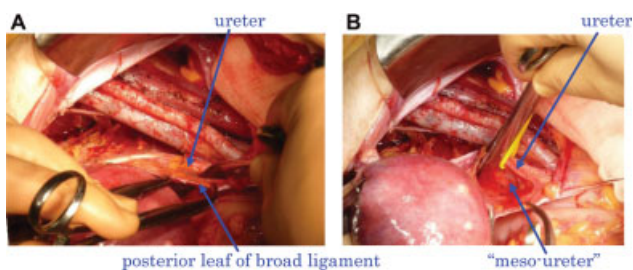 A
ureter
posterior leaf of broad ligament
B
ureter
"meso-ureter"